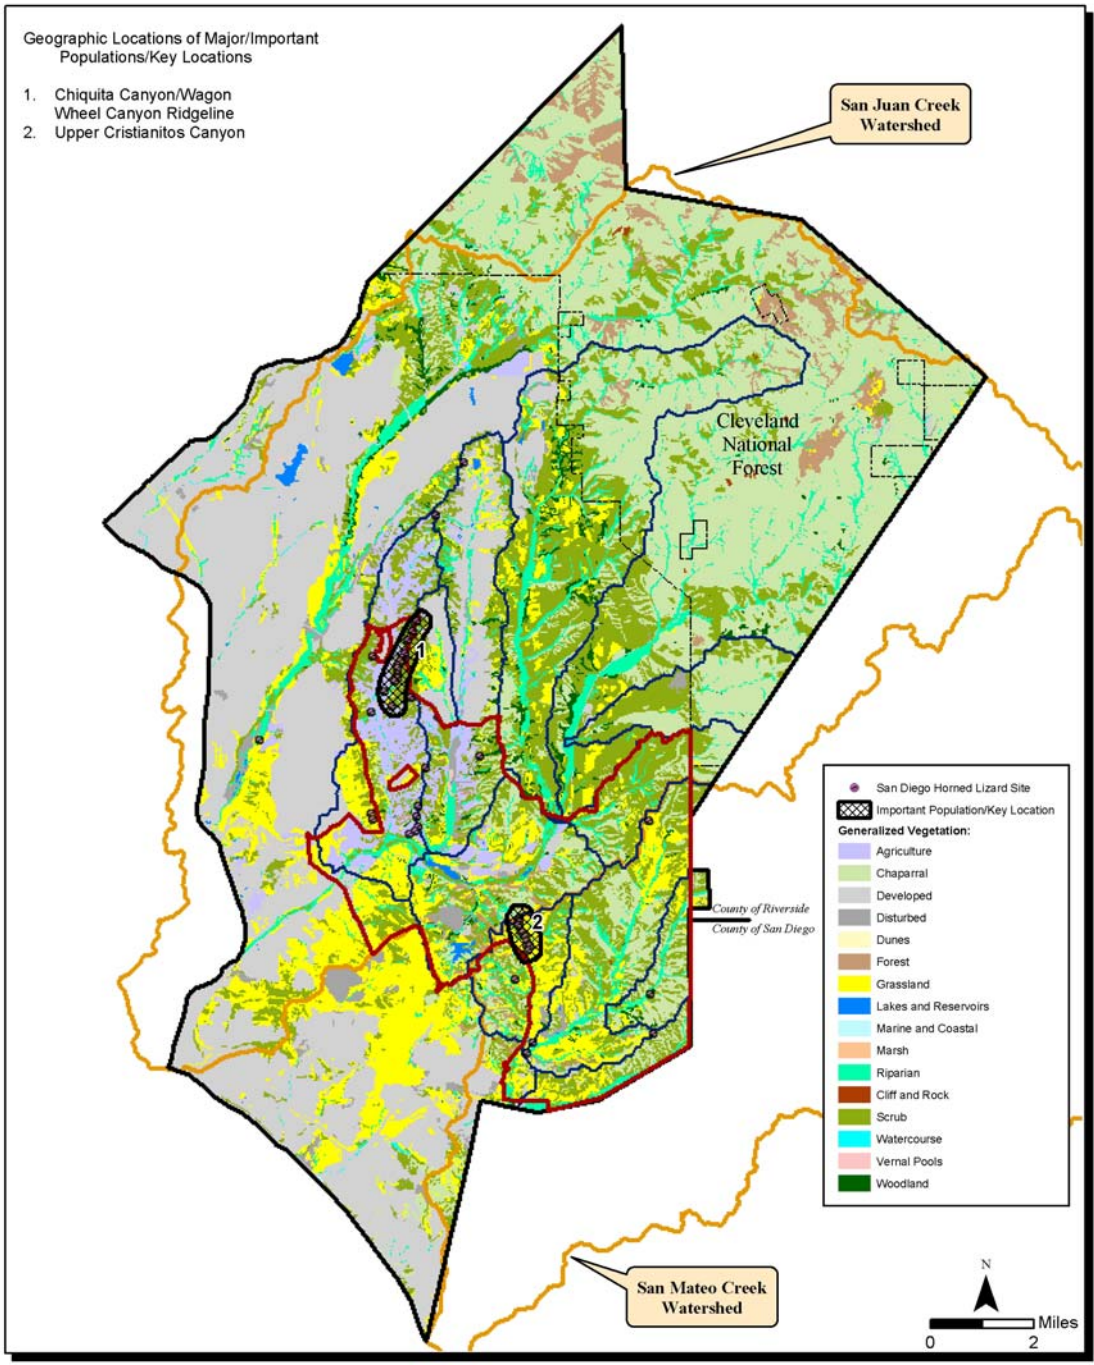 Geographic Locations of Major/Important
Populations/Key Locations
1. Chiquita Canyon/Wagon
Wheel Canyon Ridgeline
2. Upper Cristianitos Canyon
San Juan Creek
Watershed
Cleveland
National
Forest
1
2
San Diego Horned Lizard Site
Important Population/Key Location
Generalized Vegetation:
Agriculture
Chaparral
Developed
Disturbed
Dunes
Forest
Grassland
Lakes and Reservoirs
Marine and Coastal
Marsh
Riparian
Cliff and Rock
Scrub
Watercourse
Vernal Pools
Woodland
County of Riverside
County of San Diego
San Mateo Creek
Watershed
N
Miles
0 2